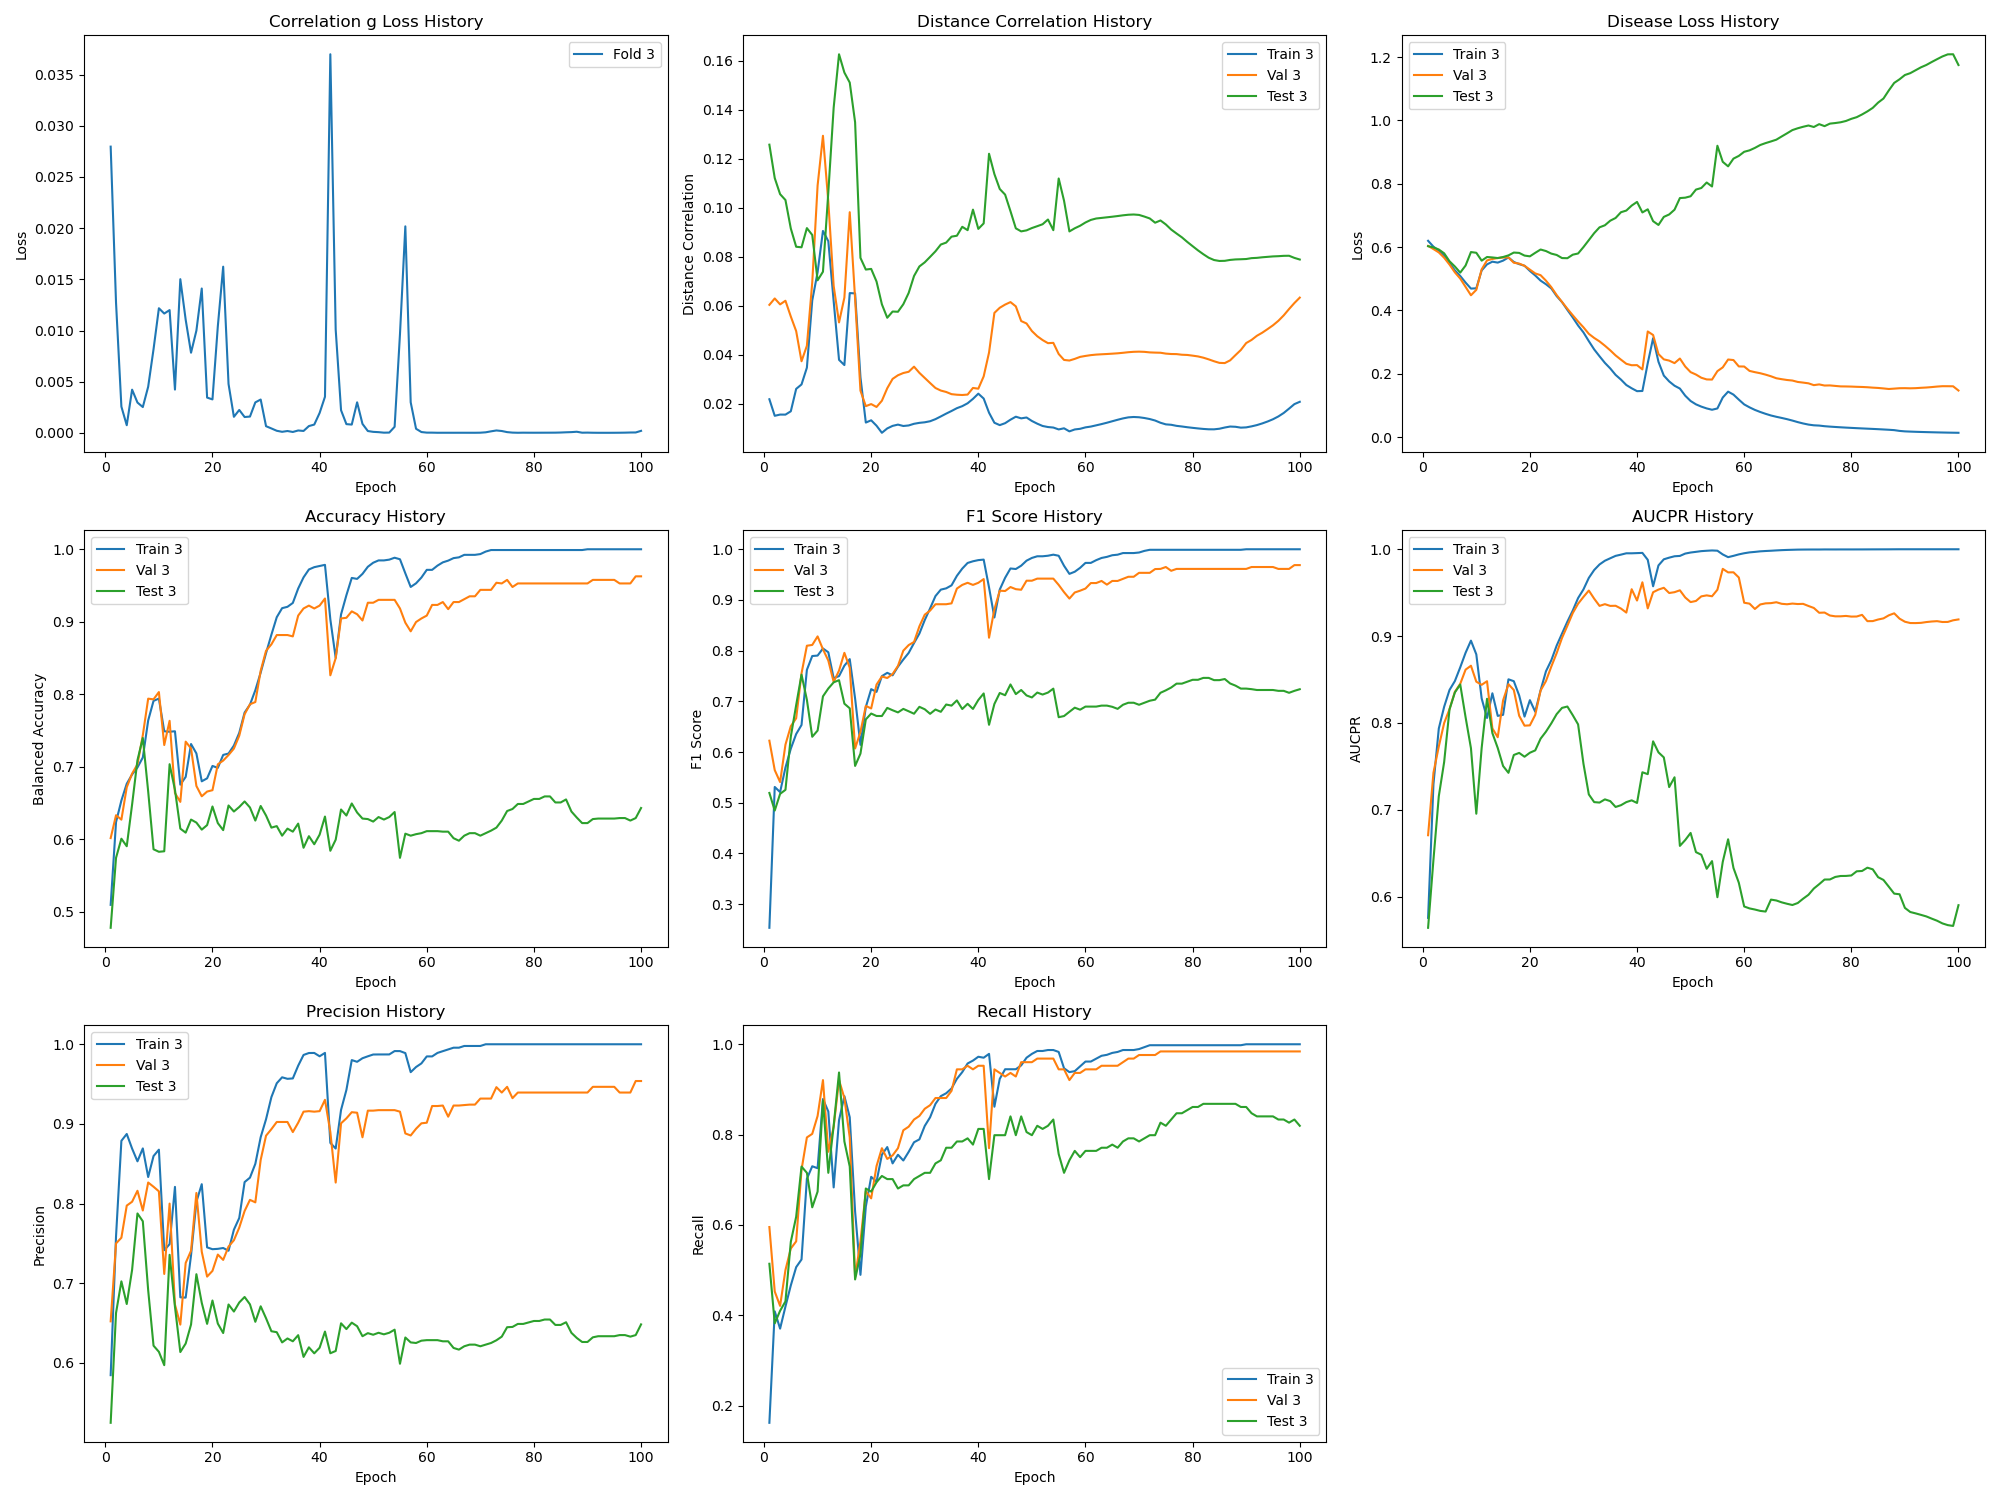 Correlation g Loss History
Loss
0.035
0.030
0.025
0.020
0.015
0.010
0.005
0.000
0 20 40 60 80 100
Epoch
Fold 3
Distance Correlation History
Distance Correlation
0.16
0.14
0.12
0.10
0.08
0.06
0.04
0.02
0 20 40 60 80 100
Epoch
Train 3
Val 3
Test 3
Disease Loss History
Loss
1.2
1.0
0.8
0.6
0.4
0.2
0.0
0 20 40 60 80 100
Epoch
Train 3
Val 3
Test 3
Accuracy History
Balanced Accuracy
1.0
0.9
0.8
0.7
0.6
0.5
0 20 40 60 80 100
Epoch
Train 3
Val 3
Test 3
F1 Score History
F1 Score
1.0
0.9
0.8
0.7
0.6
0.5
0.4
0.3
0 20 40 60 80 100
Epoch
Train 3
Val 3
Test 3
AUCPR History
AUCPR
1.0
0.9
0.8
0.7
0.6
0 20 40 60 80 100
Epoch
Train 3
Val 3
Test 3
Precision History
Precision
1.0
0.9
0.8
0.7
0.6
0 20 40 60 80 100
Epoch
Train 3
Val 3
Test 3
Recall History
Recall
1.0
0.8
0.6
0.4
0.2
0 20 40 60 80 100
Epoch
Train 3
Val 3
Test 3